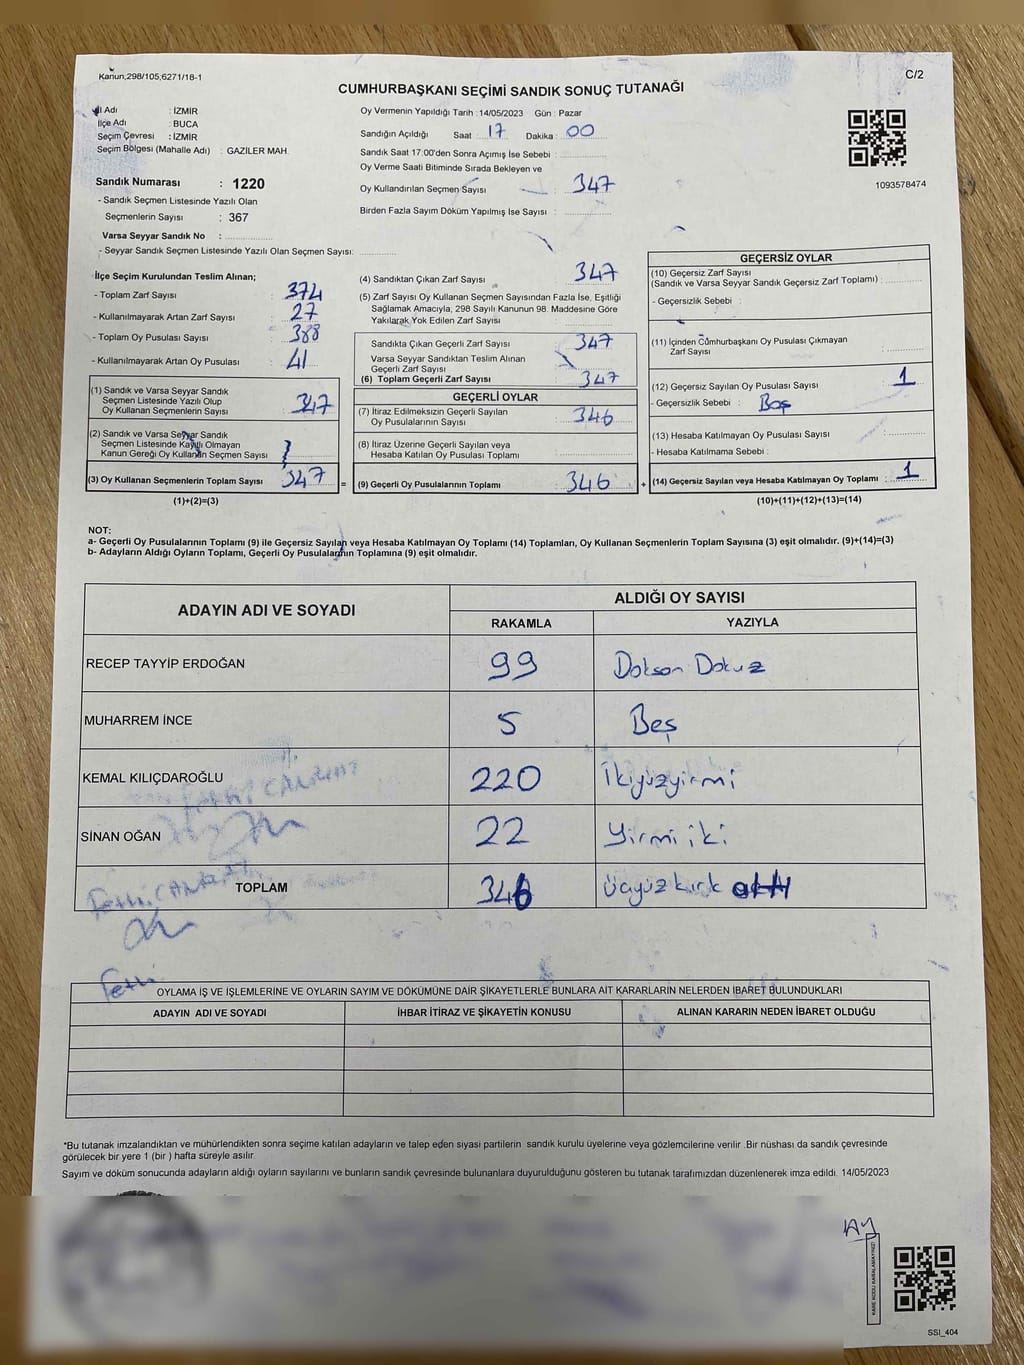 Kanun,298/105,6271/18-1
C/2
CUMHURBAŞKANI SEÇİMİ SANDIK SONUÇ TUTANAĞI
İl Adı : İZMİR
İlçe Adı : BUCA
Seçim Çevresi : İZMİR
Seçim Bölgesi (Mahalle Adı) : GAZİLER MAH.
Sandık Numarası : 1220
- Sandık Seçmen Listesinde Yazılı Olan
Seçmenlerin Sayısı : 367
Varsa Seyyar Sandık No :
- Seyyar Sandık Seçmen Listesinde Yazılı Olan Seçmen Sayısı:
Oy Vermenin Yapıldığı Tarih : 14/05/2023 Gün : Pazar
Sandığın Açıldığı Saat 17 Dakika : 00
Sandık Saat 17:00'den Sonra Açımış İse Sebebi :
Oy Verme Saati Bitiminde Sırada Bekleyen ve
Oy Kullandırılan Seçmen Sayısı : 347
Birden Fazla Sayım Döküm Yapılmış İse Sayısı :
1093578474
İlçe Seçim Kurulundan Teslim Alınan;
- Toplam Zarf Sayısı : 374
- Kullanılmayarak Artan Zarf Sayısı : 27
- Toplam Oy Pusulası Sayısı : 388
- Kullanılmayarak Artan Oy Pusulası : 41
(1) Sandık ve Varsa Seyyar Sandık
Seçmen Listesinde Yazılı Olup
Oy Kullanan Seçmenlerin Sayısı : 347
(2) Sandık ve Varsa Seyyar Sandık
Seçmen Listesinde Kayıtlı Olmayan
Kanun Gereği Oy Kullanan Seçmen Sayısı :
(3) Oy Kullanan Seçmenlerin Toplam Sayısı : 347
(1)+(2)=(3)
(4) Sandıktan Çıkan Zarf Sayısı : 347
(5) Zarf Sayısı Oy Kullanan Seçmen Sayısından Fazla İse, Eşitliği
Sağlamak Amacıyla, 298 Sayılı Kanunun 98. Maddesine Göre
Yakılarak Yok Edilen Zarf Sayısı :
Sandıkta Çıkan Geçerli Zarf Sayısı : 347
Varsa Seyyar Sandıktan Teslim Alınan
Geçerli Zarf Sayısı :
(6) Toplam Geçerli Zarf Sayısı : 347
GEÇERLİ OYLAR
(7) İtiraz Edilmeksizin Geçerli Sayılan
Oy Pusulalarının Sayısı : 346
(8) İtiraz Üzerine Geçerli Sayılan veya
Hesaba Katılan Oy Pusulası Toplamı :
= (9) Geçerli Oy Pusulalarının Toplamı : 346 +
GEÇERSİZ OYLAR
(10) Geçersiz Zarf Sayısı
(Sandık ve Varsa Seyyar Sandık Geçersiz Zarf Toplamı) :
- Geçersizlik Sebebi :
(11) İçinden Cumhurbaşkanı Oy Pusulası Çıkmayan
Zarf Sayısı :
(12) Geçersiz Sayılan Oy Pusulası Sayısı : 1
- Geçersizlik Sebebi : Boş
(13) Hesaba Katılmayan Oy Pusulası Sayısı :
- Hesaba Katılmama Sebebi :
(14) Geçersiz Sayılan veya Hesaba Katılmayan Oy Toplamı : 1
(10)+(11)+(12)+(13)=(14)
NOT:
a- Geçerli Oy Pusulalarının Toplamı (9) ile Geçersiz Sayılan veya Hesaba Katılmayan Oy Toplamı (14) Toplamları, Oy Kullanan Seçmenlerin Toplam Sayısına (3) eşit olmalıdır. (9)+(14)=(3)
b- Adayların Aldığı Oyların Toplamı, Geçerli Oy Pusulalarının Toplamına (9) eşit olmalıdır.
ADAYIN ADI VE SOYADI ALDIĞI OY SAYISI
RAKAMLA YAZIYLA
RECEP TAYYİP ERDOĞAN 99 Doksan Dokuz
MUHARREM İNCE 5 Beş
KEMAL KILIÇDAROĞLU 220 İkiyüzyirmi
SİNAN OĞAN 22 Yirmi iki
TOPLAM 346 Üçyüzkırk altı
Fethi
OYLAMA İŞ VE İŞLEMLERİNE VE OYLARIN SAYIM VE DÖKÜMÜNE DAİR ŞİKAYETLERLE BUNLARA AİT KARARLARIN NELERDEN İBARET BULUNDUKLARI
ADAYIN ADI VE SOYADI İHBAR İTİRAZ VE ŞİKAYETİN KONUSU ALINAN KARARIN NEDEN İBARET OLDUĞU
*Bu tutanak imzalandıktan ve mühürlendikten sonra seçime katılan adayların ve talep eden siyasi partilerin sandık kurulu üyelerine veya gözlemcilerine verilir .Bir nüshası da sandık çevresinde
görülecek bir yere 1 (bir ) hafta süreyle asılır.
Sayım ve döküm sonucunda adayların aldığı oyların sayılarını ve bunların sandık çevresinde bulunanlara duyurulduğunu gösteren bu tutanak tarafımızdan düzenlenerek imza edildi. 14/05/2023
KARE KODU KARALAMAYINIZ!
SSI_404